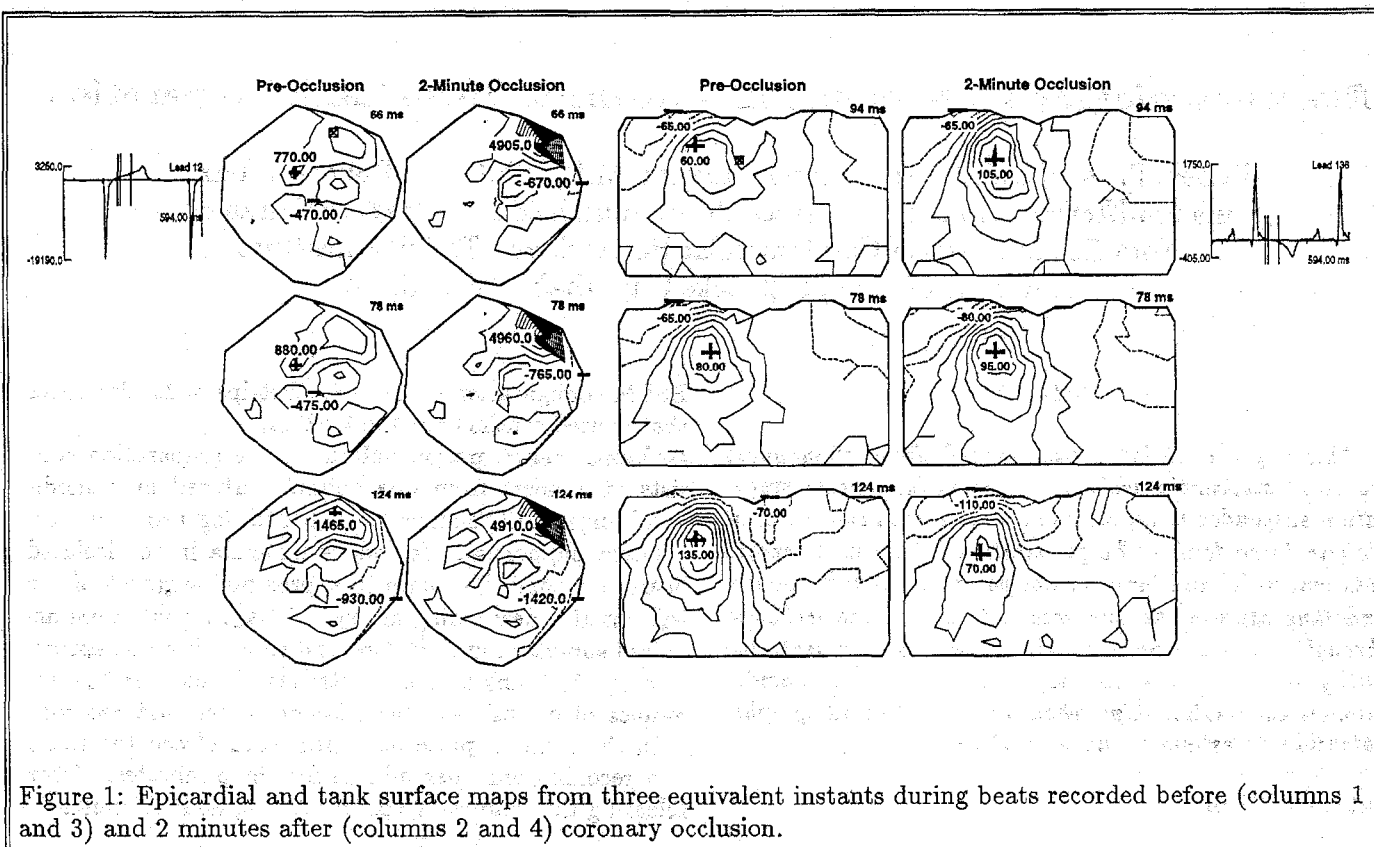 Pre-Occlusion 2-Minute Occlusion Pre-Occlusion 2-Minute Occlusion
66 ms 66 ms 94 ms 94 ms
3250.0 Lead 12 770.00 4905.0 -65.00 60.00 -65.00 105.00 1750.0 Lead 136
594.00 ms -470.00 -670.00
-19190.0 -405.00 594.00 ms
78 ms 78 ms 78 ms 78 ms
880.00 4960.0 -65.00 80.00 -80.00 95.00
-475.00 -765.00
124 ms 124 ms 124 ms 124 ms
1465.0 4910.0 -70.00 135.00 -110.00 70.00
-930.00 -1420.00
Figure 1: Epicardial and tank surface maps from three equivalent instants during beats recorded before (columns 1
and 3) and 2 minutes after (columns 2 and 4) coronary occlusion.